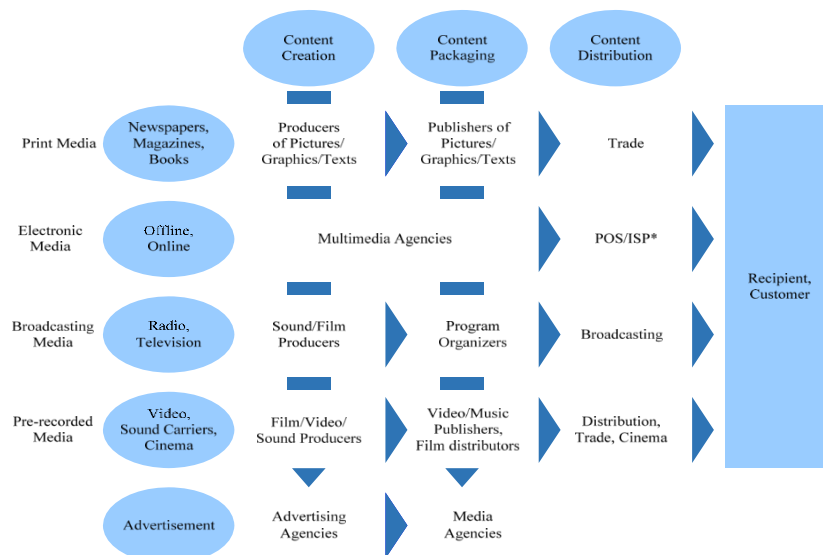 Content
Creation
Content
Packaging
Content
Distribution
Print Media
Newspapers,
Magazines,
Books
Producers
of Pictures/
Graphics/Texts
Publishers of
Pictures/
Graphics/Texts
Trade
Electronic
Media
Offline,
Online
Multimedia Agencies
POS/ISP*
Recipient,
Customer
Broadcasting
Media
Radio,
Television
Sound/Film
Producers
Program
Organizers
Broadcasting
Pre-recorded
Media
Video,
Sound Carriers,
Cinema
Film/Video/
Sound Producers
Video/Music
Publishers,
Film distributors
Distribution,
Trade, Cinema
Advertisement
Advertising
Agencies
Media
Agencies